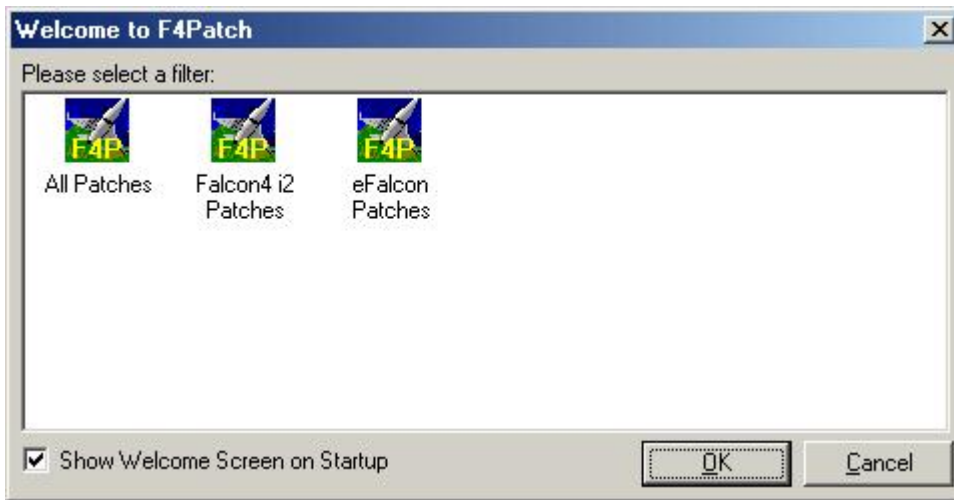 Welcome to F4Patch
Please select a filter:
F4P F4P F4P
All Patches Falcon4 i2 eFalcon
Patches Patches
Show Welcome Screen on Startup OK Cancel